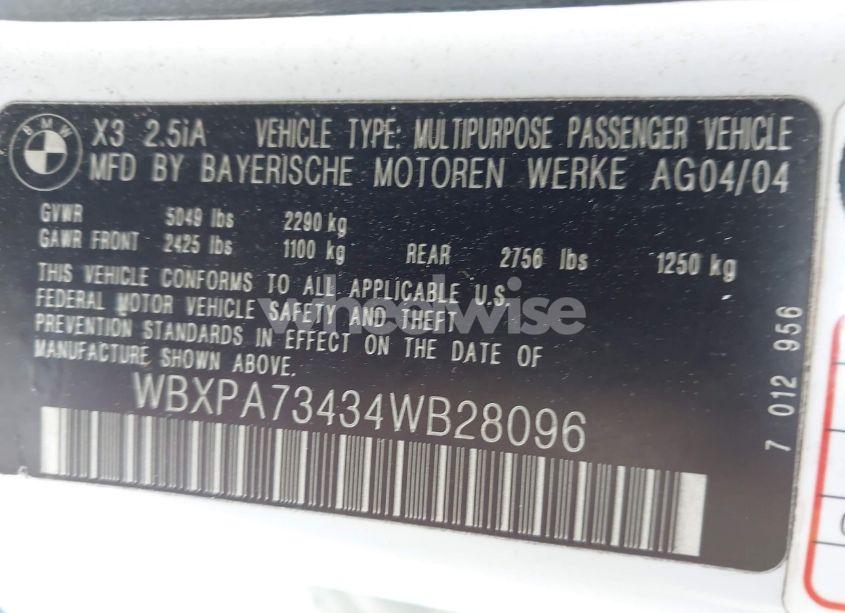 BMW
X3 2.5iA VEHICLE TYPE: MULTIPURPOSE PASSENGER VEHICLE
MFD BY BAYERISCHE MOTOREN WERKE AG04/04
GVWR 5049 lbs 2290 kg
GAWR FRONT 2425 lbs 1100 kg REAR 2756 lbs 1250 kg
THIS VEHICLE CONFORMS TO ALL APPLICABLE U.S.
FEDERAL MOTOR VEHICLE SAFETY AND THEFT
PREVENTION STANDARDS IN EFFECT ON THE DATE OF
MANUFACTURE SHOWN ABOVE.
WBXPA73434WB28096
7 012 956
wheelwise